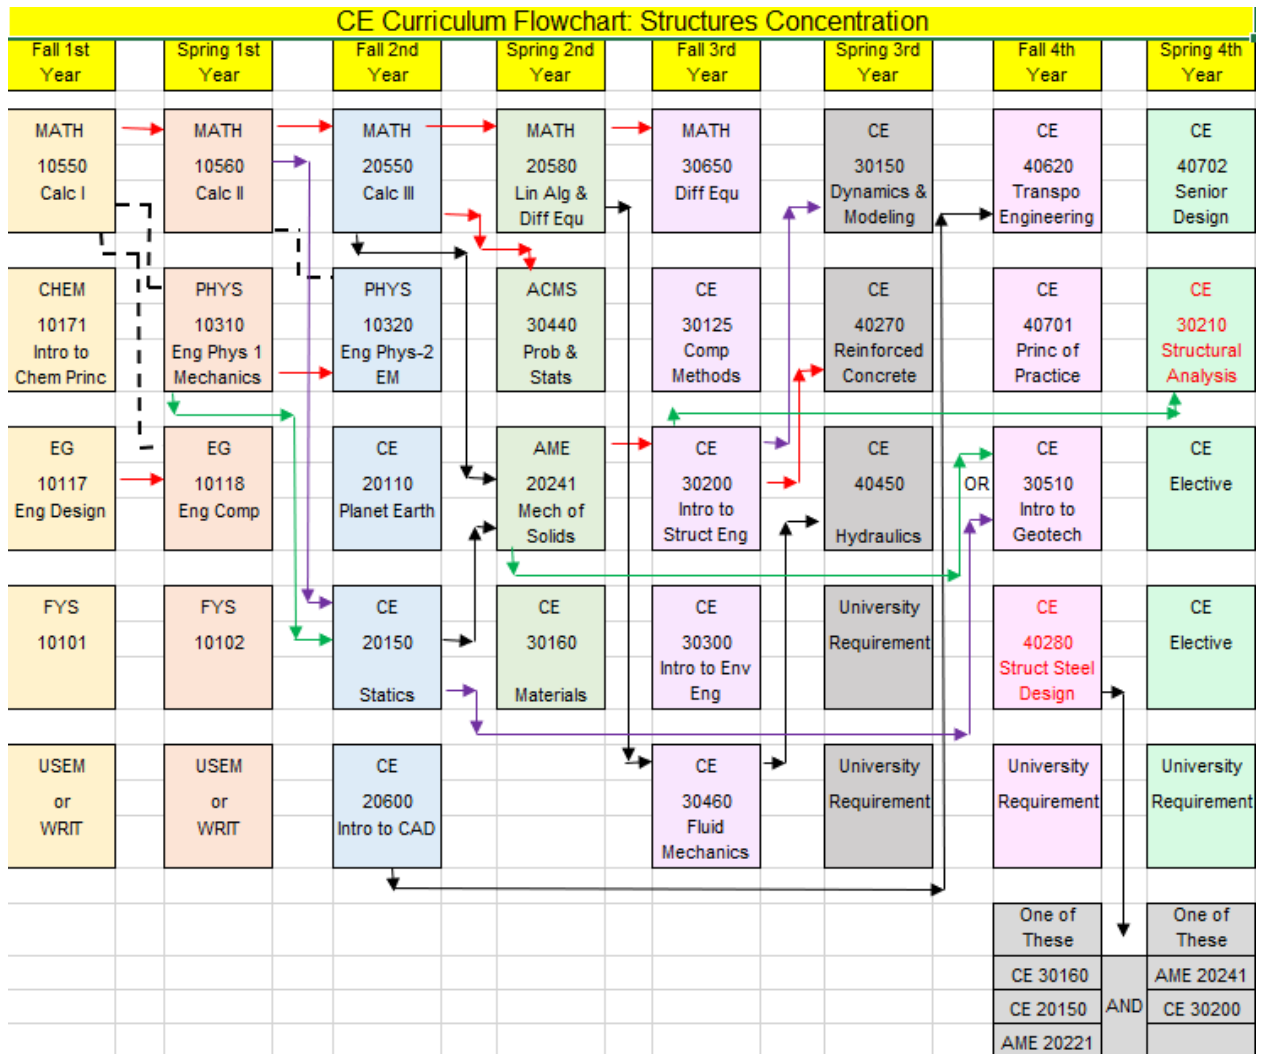 CE Curriculum Flowchart: Structures Concentration
Fall 1st
Year
Spring 1st
Year
Fall 2nd
Year
Spring 2nd
Year
Fall 3rd
Year
Spring 3rd
Year
Fall 4th
Year
Spring 4th
Year
MATH
10550
Calc I
MATH
10560
Calc II
MATH
20550
Calc III
MATH
20580
Lin Alg &
Diff Equ
MATH
30650
Diff Equ
CE
30150
Dynamics &
Modeling
CE
40620
Transpo
Engineering
CE
40702
Senior
Design
CHEM
10171
Intro to
Chem Princ
PHYS
10310
Eng Phys 1
Mechanics
PHYS
10320
Eng Phys-2
EM
ACMS
30440
Prob &
Stats
CE
30125
Comp
Methods
CE
40270
Reinforced
Concrete
CE
40701
Princ of
Practice
CE
30210
Structural
Analysis
EG
10117
Eng Design
EG
10118
Eng Comp
CE
20110
Planet Earth
AME
20241
Mech of
Solids
CE
30200
Intro to
Struct Eng
CE
40450
Hydraulics
OR
CE
30510
Intro to
Geotech
CE
Elective
FYS
10101
FYS
10102
CE
20150
Statics
CE
30160
Materials
CE
30300
Intro to Env
Eng
University
Requirement
CE
40280
Struct Steel
Design
CE
Elective
USEM
or
WRIT
USEM
or
WRIT
CE
20600
Intro to CAD
CE
30460
Fluid
Mechanics
University
Requirement
University
Requirement
University
Requirement
One of
These
One of
These
CE 30160
AME 20241
CE 20150
AND
CE 30200
AME 20221